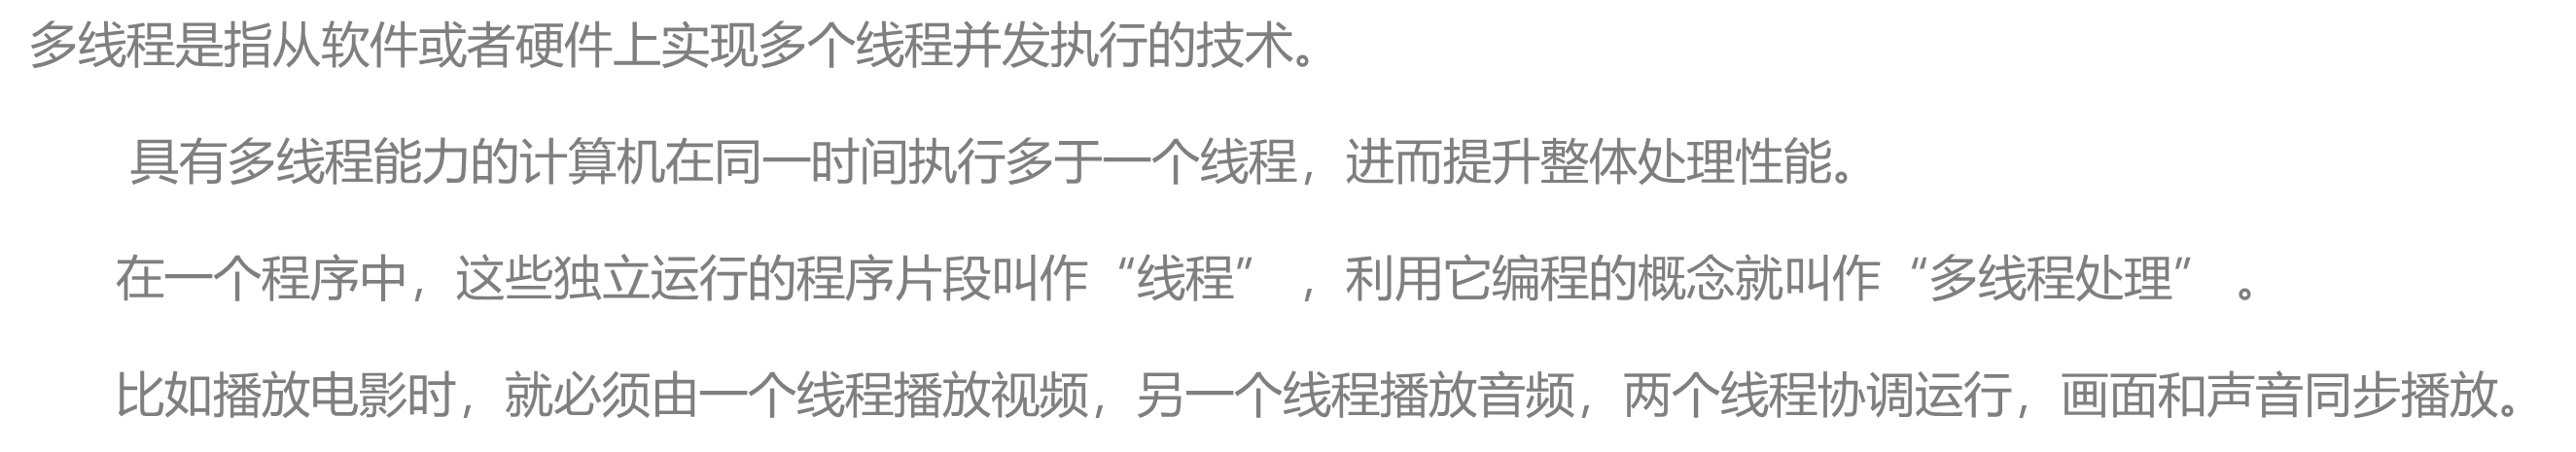 多线程是指从软件或者硬件上实现多个线程并发执行的技术。
具有多线程能力的计算机在同一时间执行多于一个线程，进而提升整体处理性能。
在一个程序中，这些独立运行的程序片段叫作“线程”，利用它编程的概念就叫作“多线程处理”。
比如播放电影时，就必须由一个线程播放视频，另一个线程播放音频，两个线程协调运行，画面和声音同步播放。